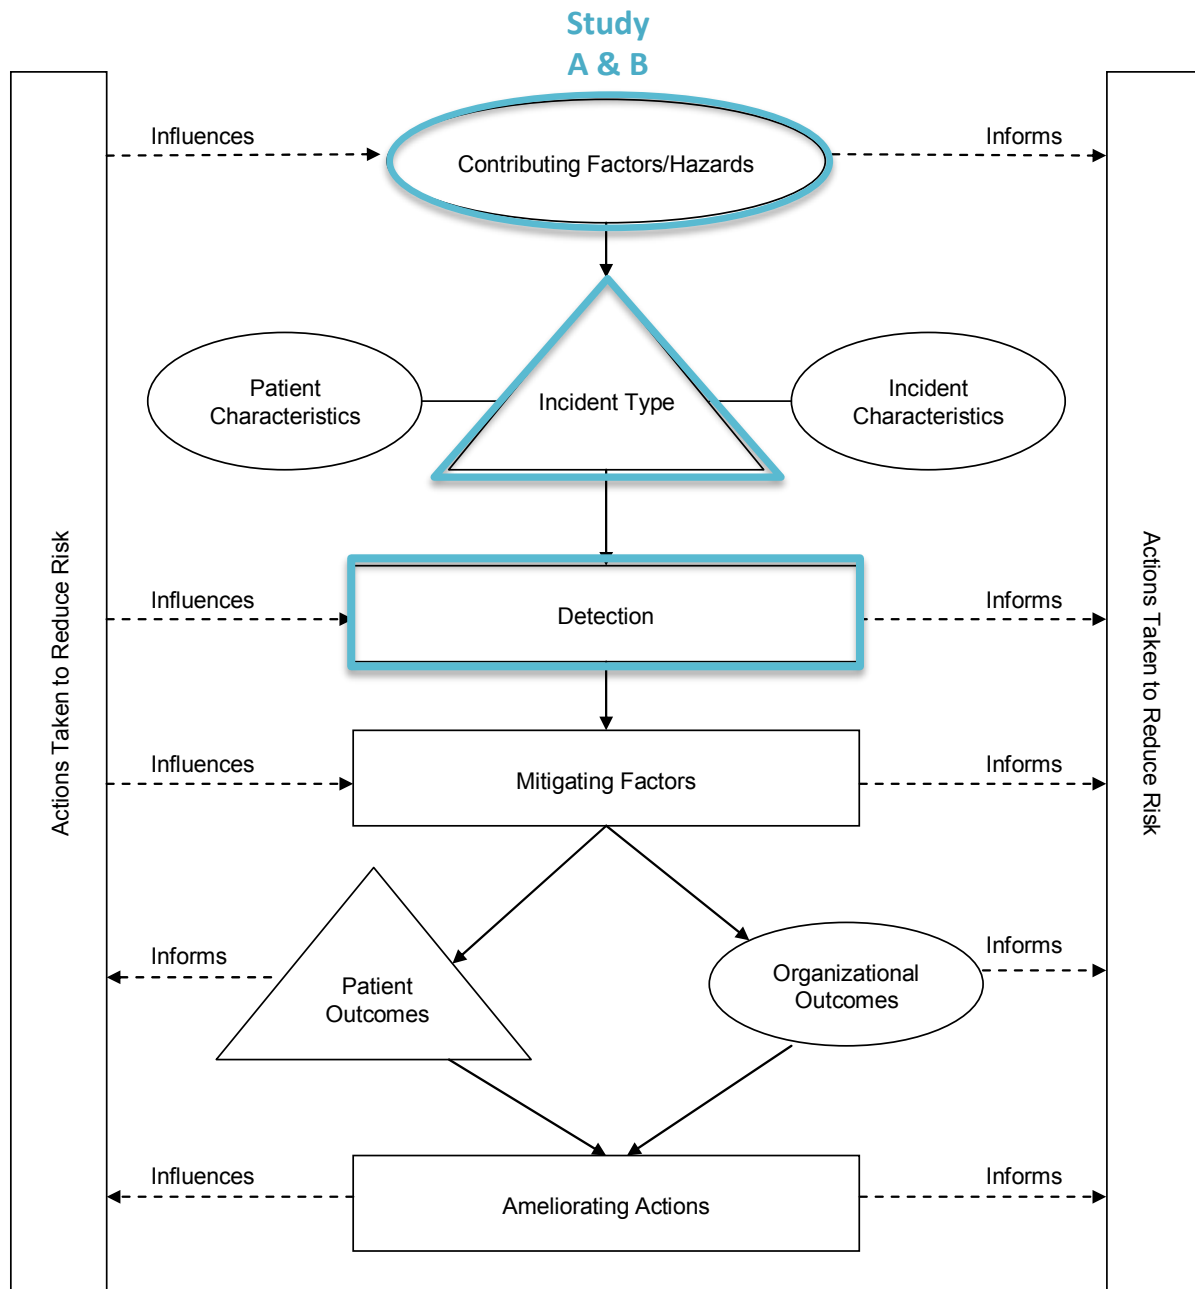 Study
A & B
Influences
Informs
Contributing Factors/Hazards
Patient
Characteristics
Incident Type
Incident
Characteristics
Actions Taken to Reduce Risk
Actions Taken to Reduce Risk
Influences
Informs
Detection
Influences
Informs
Mitigating Factors
Informs
Informs
Patient
Outcomes
Organizational
Outcomes
Influences
Informs
Ameliorating Actions